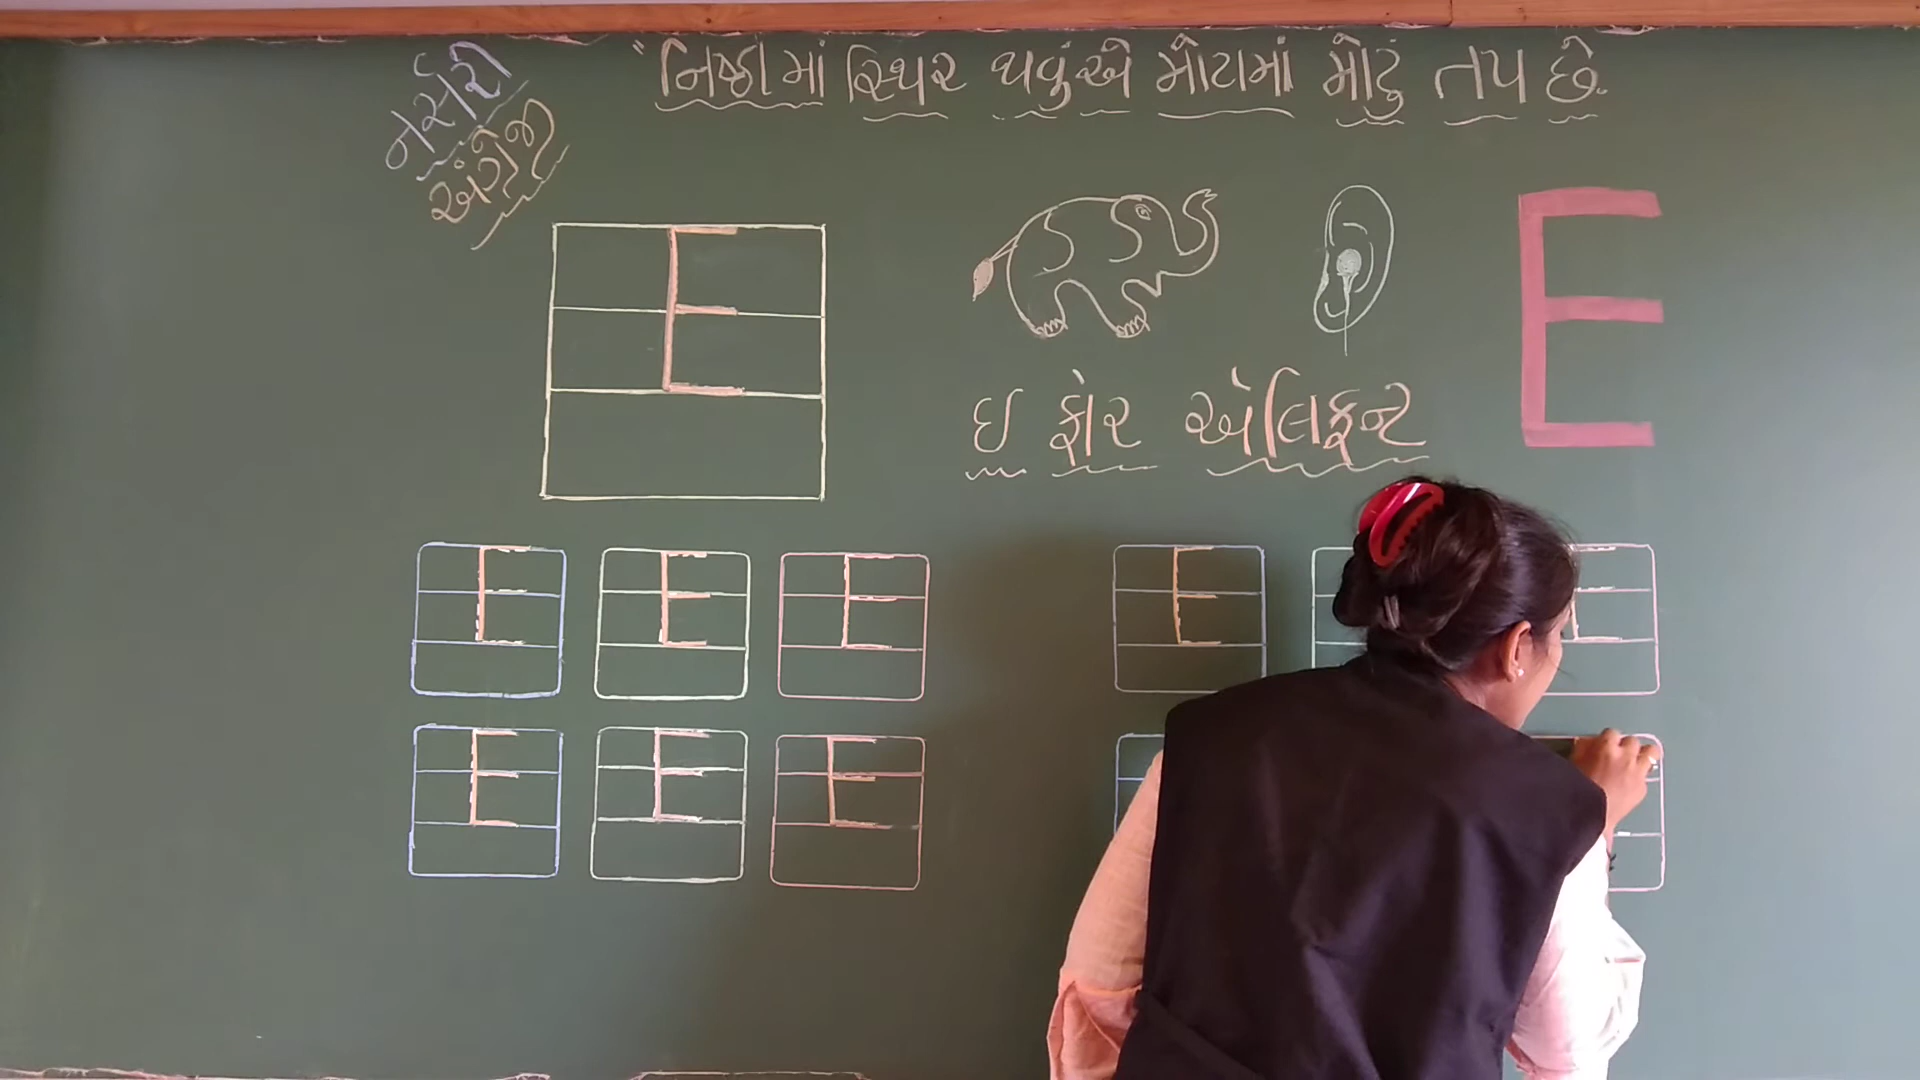 "નિષ્ઠામાં સ્થિર થવું એ મોટામાં મોટું તપ છે.
નર્સરી
અંગ્રેજી
E
E
ઇ ફોર એલિફન્ટ
E E E E E
E E E